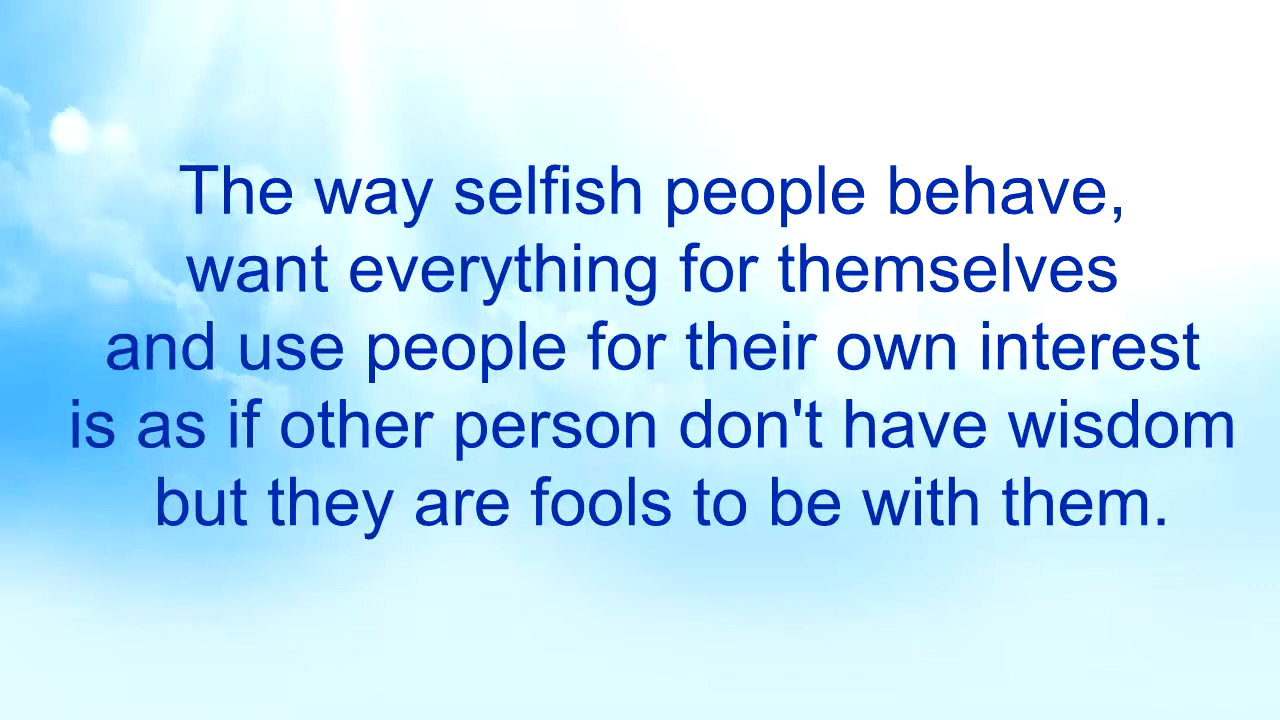 The way selfish people behave,
want everything for themselves
and use people for their own interest
is as if other person don't have wisdom
but they are fools to be with them.